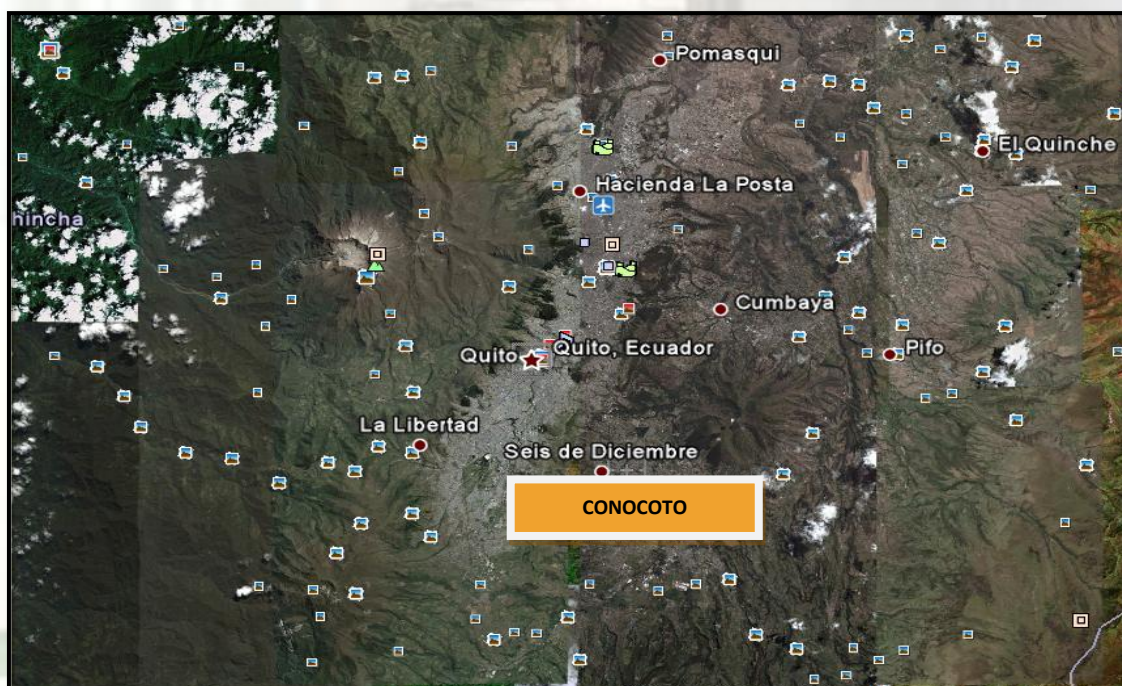 Pomasqui
El Quinche
Hacienda La Posta
hincha
Cumbaya
Quito
Quito, Ecuador
Pifo
La Libertad
Seis de Diciembre
CONOCOTO